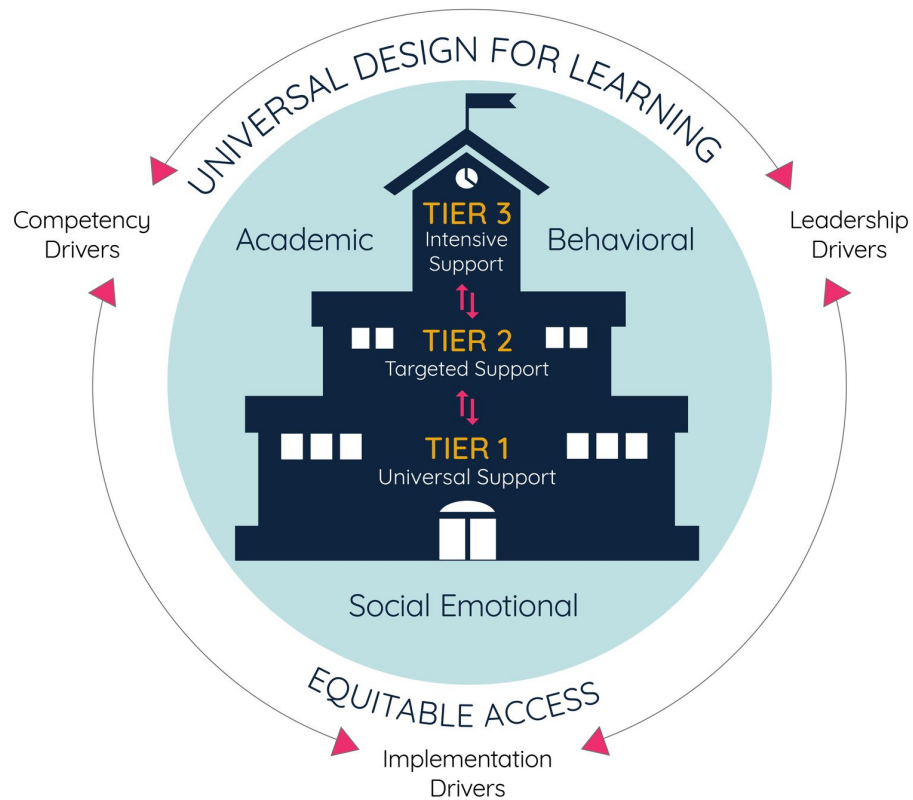 UNIVERSAL DESIGN FOR LEARNING
Competency
Drivers
Leadership
Drivers
Academic
Behavioral
TIER 3
Intensive
Support
TIER 2
Targeted Support
TIER 1
Universal Support
Social Emotional
EQUITABLE ACCESS
Implementation
Drivers